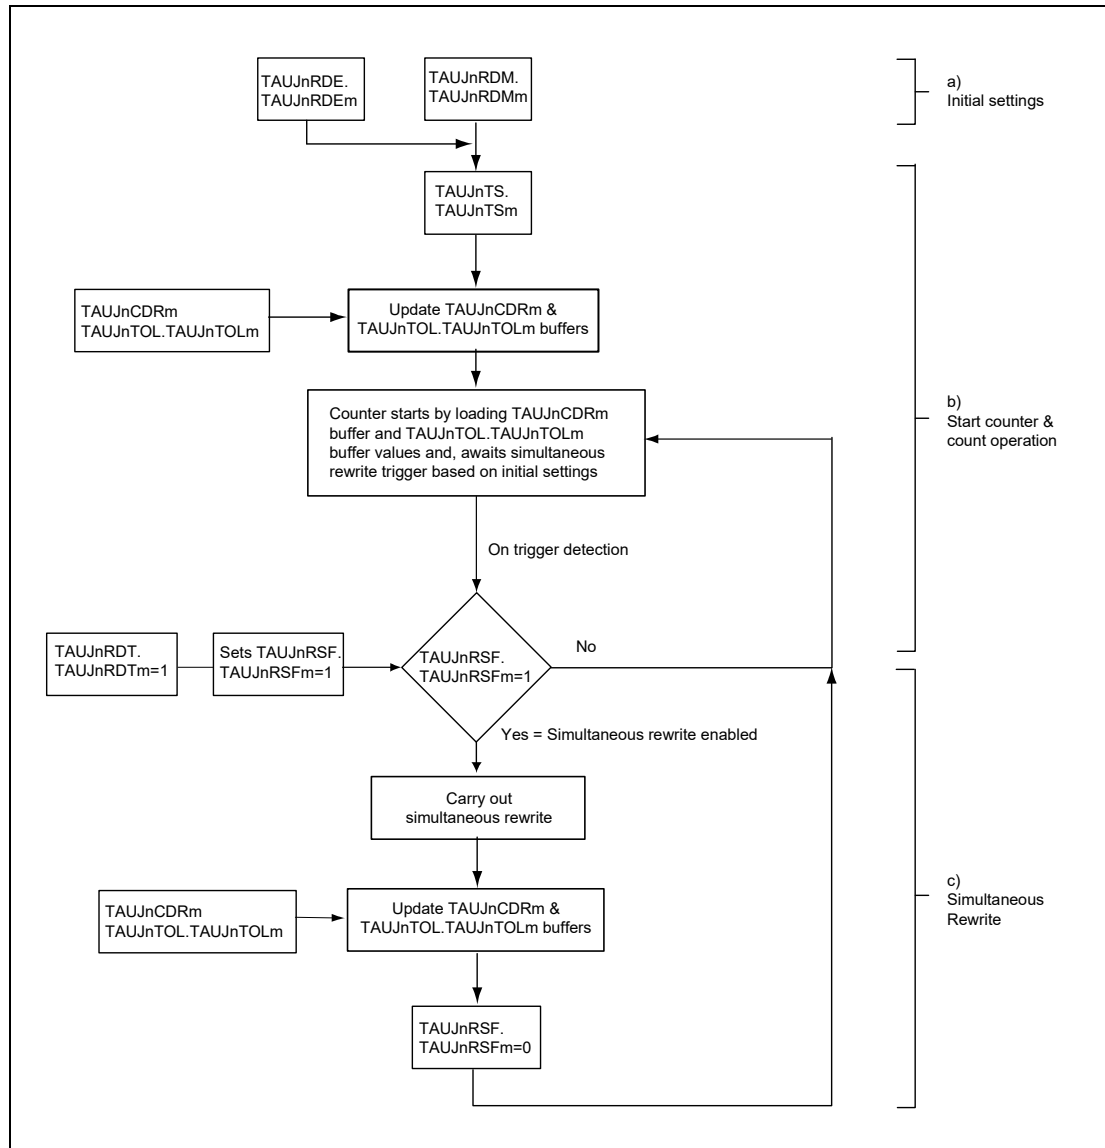 TAUJnRDE.
TAUJnRDEm
TAUJnRDM.
TAUJnRDMm
a)
Initial settings
TAUJnTS.
TAUJnTSm
TAUJnCDRm
TAUJnTOL.TAUJnTOLm
Update TAUJnCDRm &
TAUJnTOL.TAUJnTOLm buffers
Counter starts by loading TAUJnCDRm
buffer and TAUJnTOL.TAUJnTOLm
buffer values and, awaits simultaneous
rewrite trigger based on initial settings
b)
Start counter &
count operation
On trigger detection
TAUJnRDT.
TAUJnRDTm=1
Sets TAUJnRSF.
TAUJnRSFm=1
TAUJnRSF.
TAUJnRSFm=1
No
Yes = Simultaneous rewrite enabled
Carry out
simultaneous rewrite
TAUJnCDRm
TAUJnTOL.TAUJnTOLm
Update TAUJnCDRm &
TAUJnTOL.TAUJnTOLm buffers
c)
Simultaneous
Rewrite
TAUJnRSF.
TAUJnRSFm=0